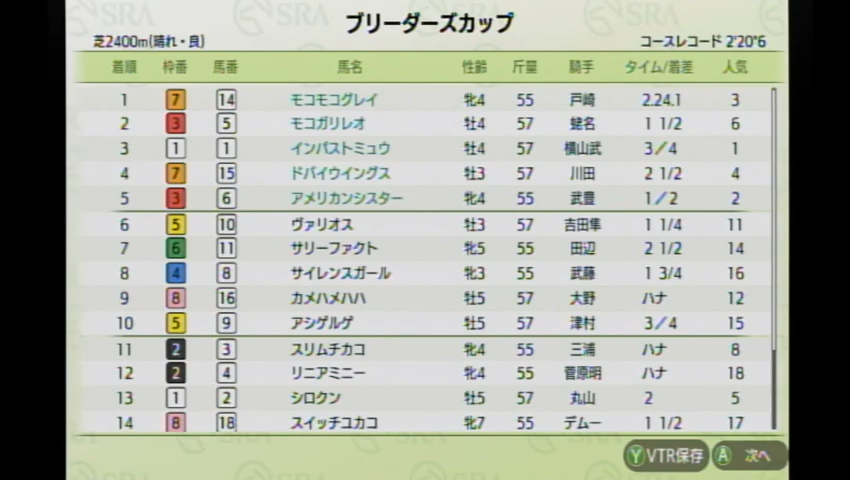 ブリーダーズカップ
芝2400m(晴れ・良) コースレコード 2'20"6
着順 枠番 馬番 馬名 性齢 斤量 騎手 タイム/着差 人気
1 7 14 モコモコグレイ 牝4 55 戸崎 2.24.1 3
2 3 5 モコガリレオ 牡4 57 蛯名 1 1/2 6
3 1 1 インパストミュウ 牡4 57 横山武 3/4 1
4 7 15 ドバイウイングス 牡3 57 川田 2 1/2 4
5 3 6 アメリカンシスター 牝4 55 武豊 1/2 2
6 5 10 ヴァリオス 牡3 57 吉田隼 1 1/4 11
7 6 11 サリーファクト 牝5 55 田辺 2 1/2 14
8 4 8 サイレンスガール 牝3 55 武藤 1 3/4 16
9 8 16 カメハメハハ 牡5 57 大野 ハナ 12
10 5 9 アシゲルゲ 牡5 57 津村 3/4 15
11 2 3 スリムチカコ 牝4 55 三浦 ハナ 8
12 2 4 リニアミニー 牝4 55 菅原明 ハナ 18
13 1 2 シロクン 牡5 57 丸山 2 5
14 8 18 スイッチユカコ 牝7 55 デムー 1 1/2 17
Y VTR保存 A 次へ
SRA